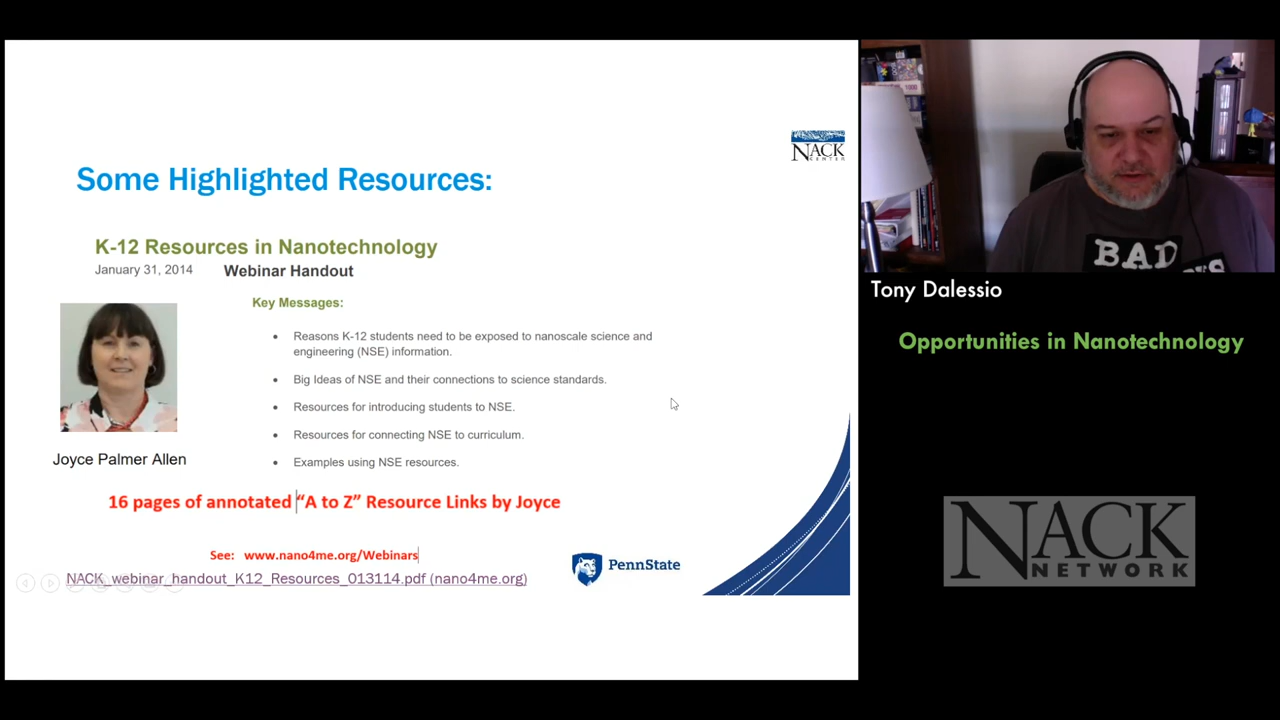 NACK
CENTER
Some Highlighted Resources:
K-12 Resources in Nanotechnology
January 31, 2014 Webinar Handout
Key Messages:
• Reasons K-12 students need to be exposed to nanoscale science and
engineering (NSE) information.
• Big Ideas of NSE and their connections to science standards.
• Resources for introducing students to NSE.
• Resources for connecting NSE to curriculum.
• Examples using NSE resources.
Joyce Palmer Allen
16 pages of annotated “A to Z” Resource Links by Joyce
See: www.nano4me.org/Webinars
NACK_webinar_handout_K12_Resources_013114.pdf (nano4me.org)
PennState
BAD
Tony Dalessio
Opportunities in Nanotechnology
NACK
NETWORK